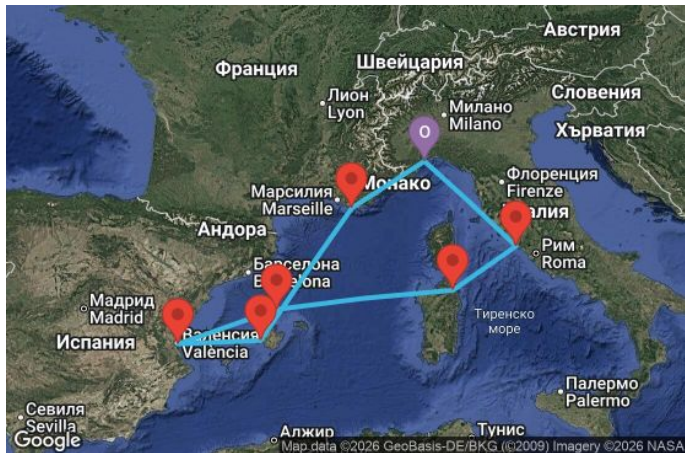 Австрия
Швейцария
Франция
Словения
Лион
Lyon
Милано
Milano
Хърватия
O
Монако
Флоренция
Firenze
Марсилия
Marseille
Италия
Андора
Рим
Roma
Барселона
Barcelona
Мадрид
Madrid
Испания
Валенсия
València
Тиренско
море
Палермо
Palermo
Севиля
Sevilla
Google
Алжир
Тунис
Map data ©2026 GeoBasis-DE/BKG (©2009) Imagery ©2026 NASA